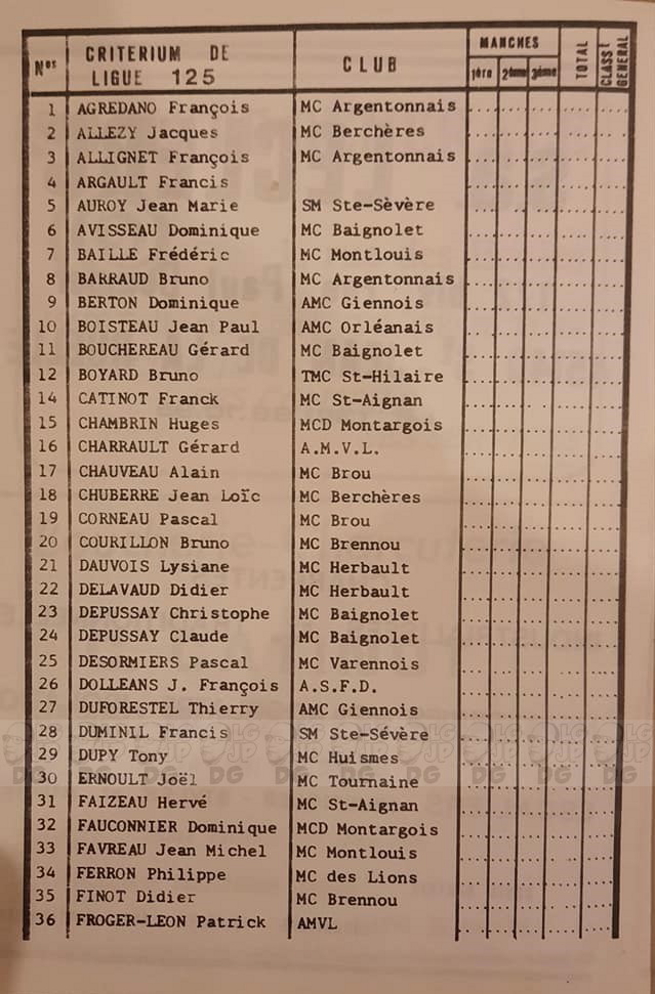 Nos CRITERIUM DE LIGUE 125 CLUB MANCHES 1ère 2ème 3ème TOTAL CLASST GENERAL
1 AGREDANO François MC Argentonnais
2 ALLEZY Jacques MC Berchères
3 ALLIGNET François MC Argentonnais
4 ARGAULT Francis
5 AUROY Jean Marie SM Ste-Sèvère
6 AVISSEAU Dominique MC Baignolet
7 BAILLE Frédéric MC Montlouis
8 BARRAUD Bruno MC Argentonnais
9 BERTON Dominique AMC Giennois
10 BOISTEAU Jean Paul AMC Orléanais
11 BOUCHEREAU Gérard MC Baignolet
12 BOYARD Bruno TMC St-Hilaire
14 CATINOT Franck MC St-Aignan
15 CHAMBRIN Huges MCD Montargois
16 CHARRAULT Gérard A.M.V.L.
17 CHAUVEAU Alain MC Brou
18 CHUBERRE Jean Loïc MC Berchères
19 CORNEAU Pascal MC Brou
20 COURILLON Bruno MC Brennou
21 DAUVOIS Lysiane MC Herbault
22 DELAVAUD Didier MC Herbault
23 DEPUSSAY Christophe MC Baignolet
24 DEPUSSAY Claude MC Baignolet
25 DESORMIERS Pascal MC Varennois
26 DOLLEANS J. François A.S.F.D.
27 DUFORESTEL Thierry AMC Giennois
28 DUMINIL Francis SM Ste-Sévère
29 DUPY Tony MC Huismes
30 ERNOULT Joël MC Tournaine
31 FAIZEAU Hervé MC St-Aignan
32 FAUCONNIER Dominique MCD Montargois
33 FAVREAU Jean Michel MC Montlouis
34 FERRON Philippe MC des Lions
35 FINOT Didier MC Brennou
36 FROGER-LEON Patrick AMVL